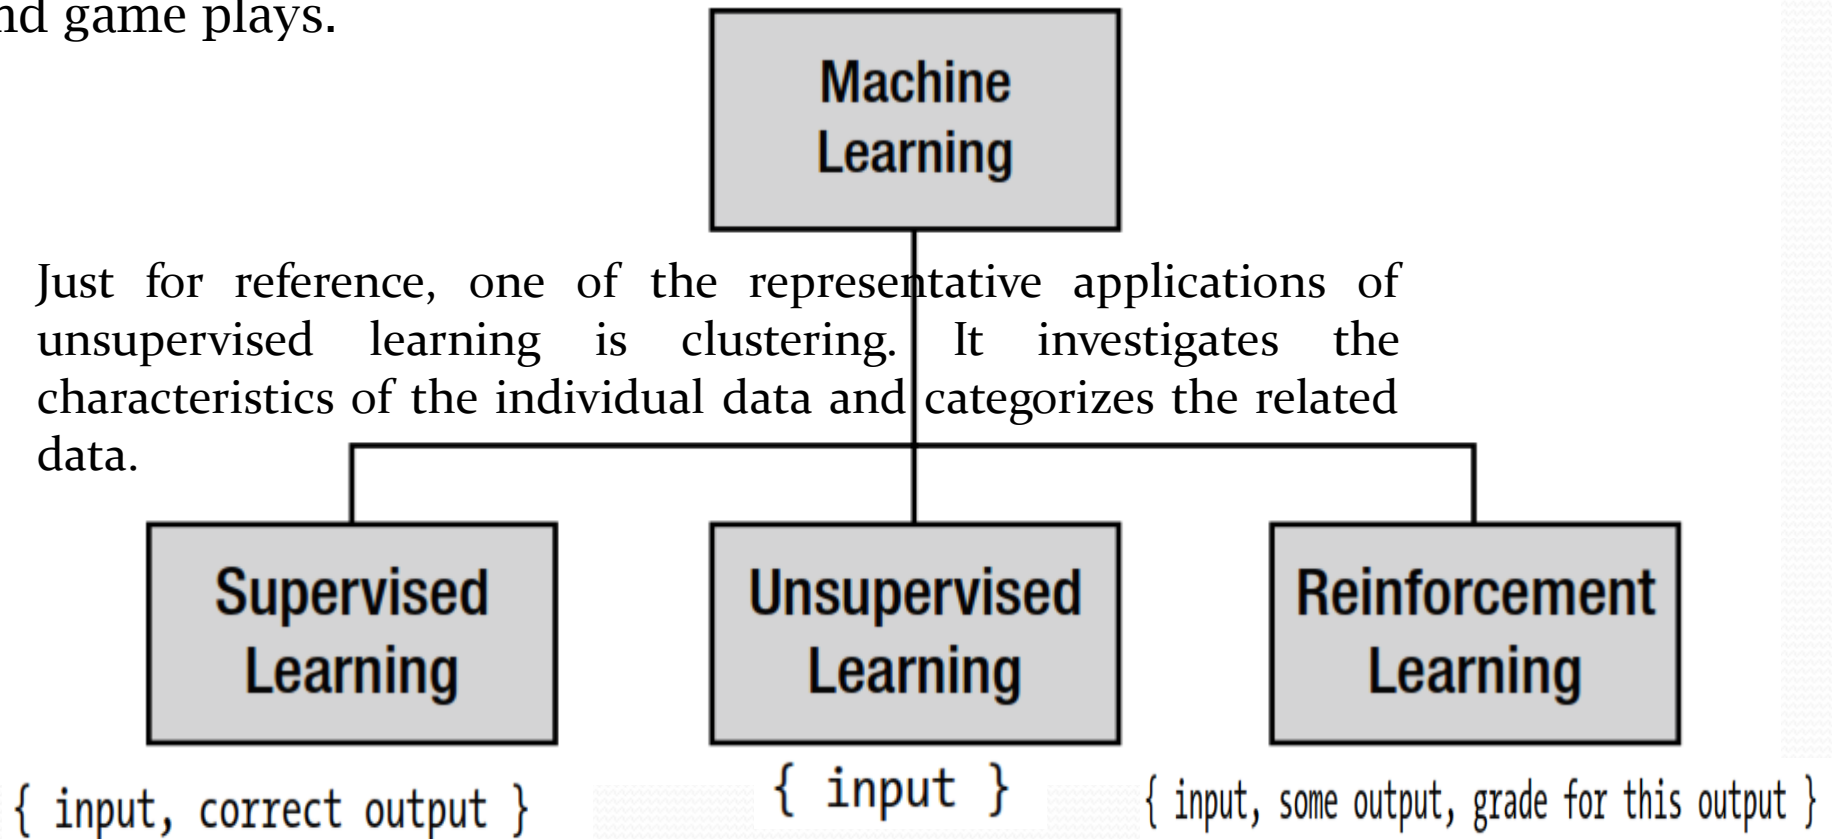 nd game plays.
Machine
Learning
Just for reference, one of the representative applications of
unsupervised learning is clustering. It investigates the
characteristics of the individual data and categorizes the related
data.
Supervised
Learning
Unsupervised
Learning
Reinforcement
Learning
{ input, correct output }
{ input }
{ input, some output, grade for this output }